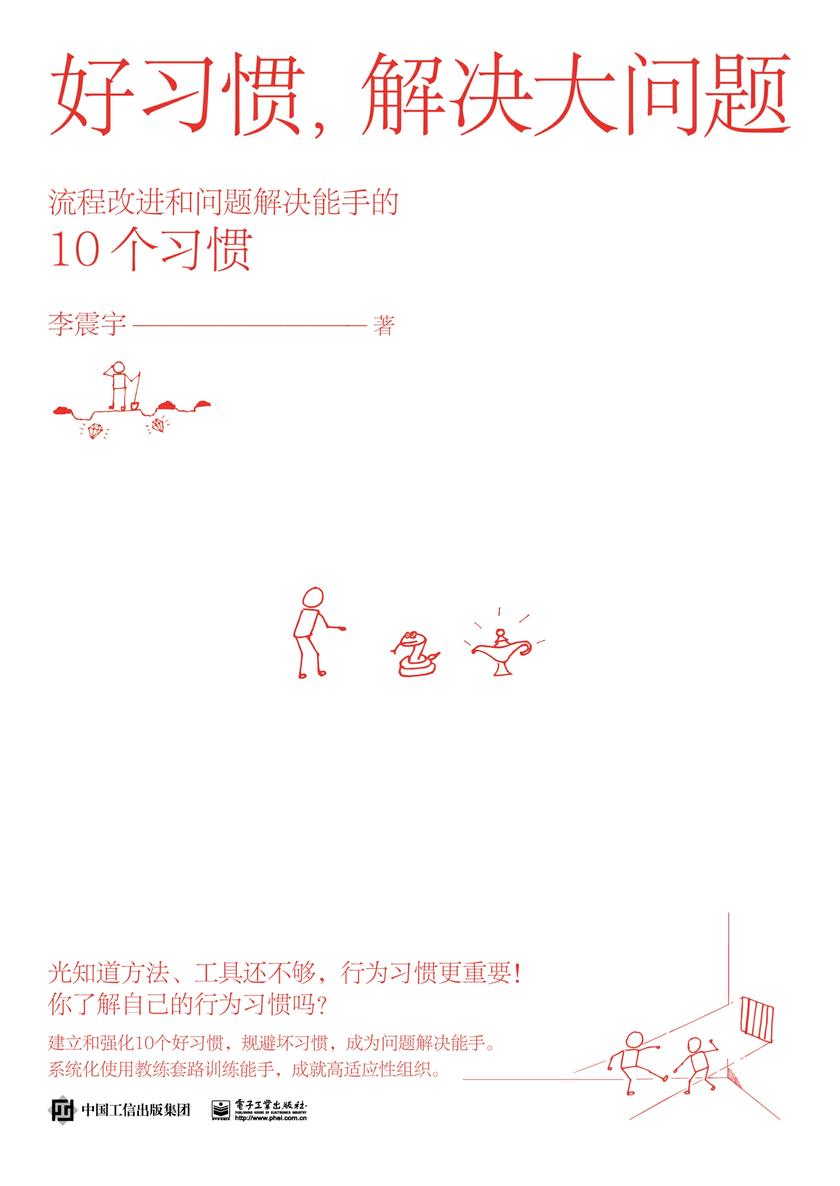 好习惯，解决大问题
流程改进和问题解决能手的
10个习惯
李震宇 著
光知道方法、工具还不够，行为习惯更重要！
你了解自己的行为习惯吗？
建立和强化10个好习惯，规避坏习惯，成为问题解决能手。
系统化使用教练套路训练能手，成就高适应性组织。
中国工信出版集团
电子工业出版社
PUBLISHING HOUSE OF ELECTRONICS INDUSTRY
http://www.phei.com.cn